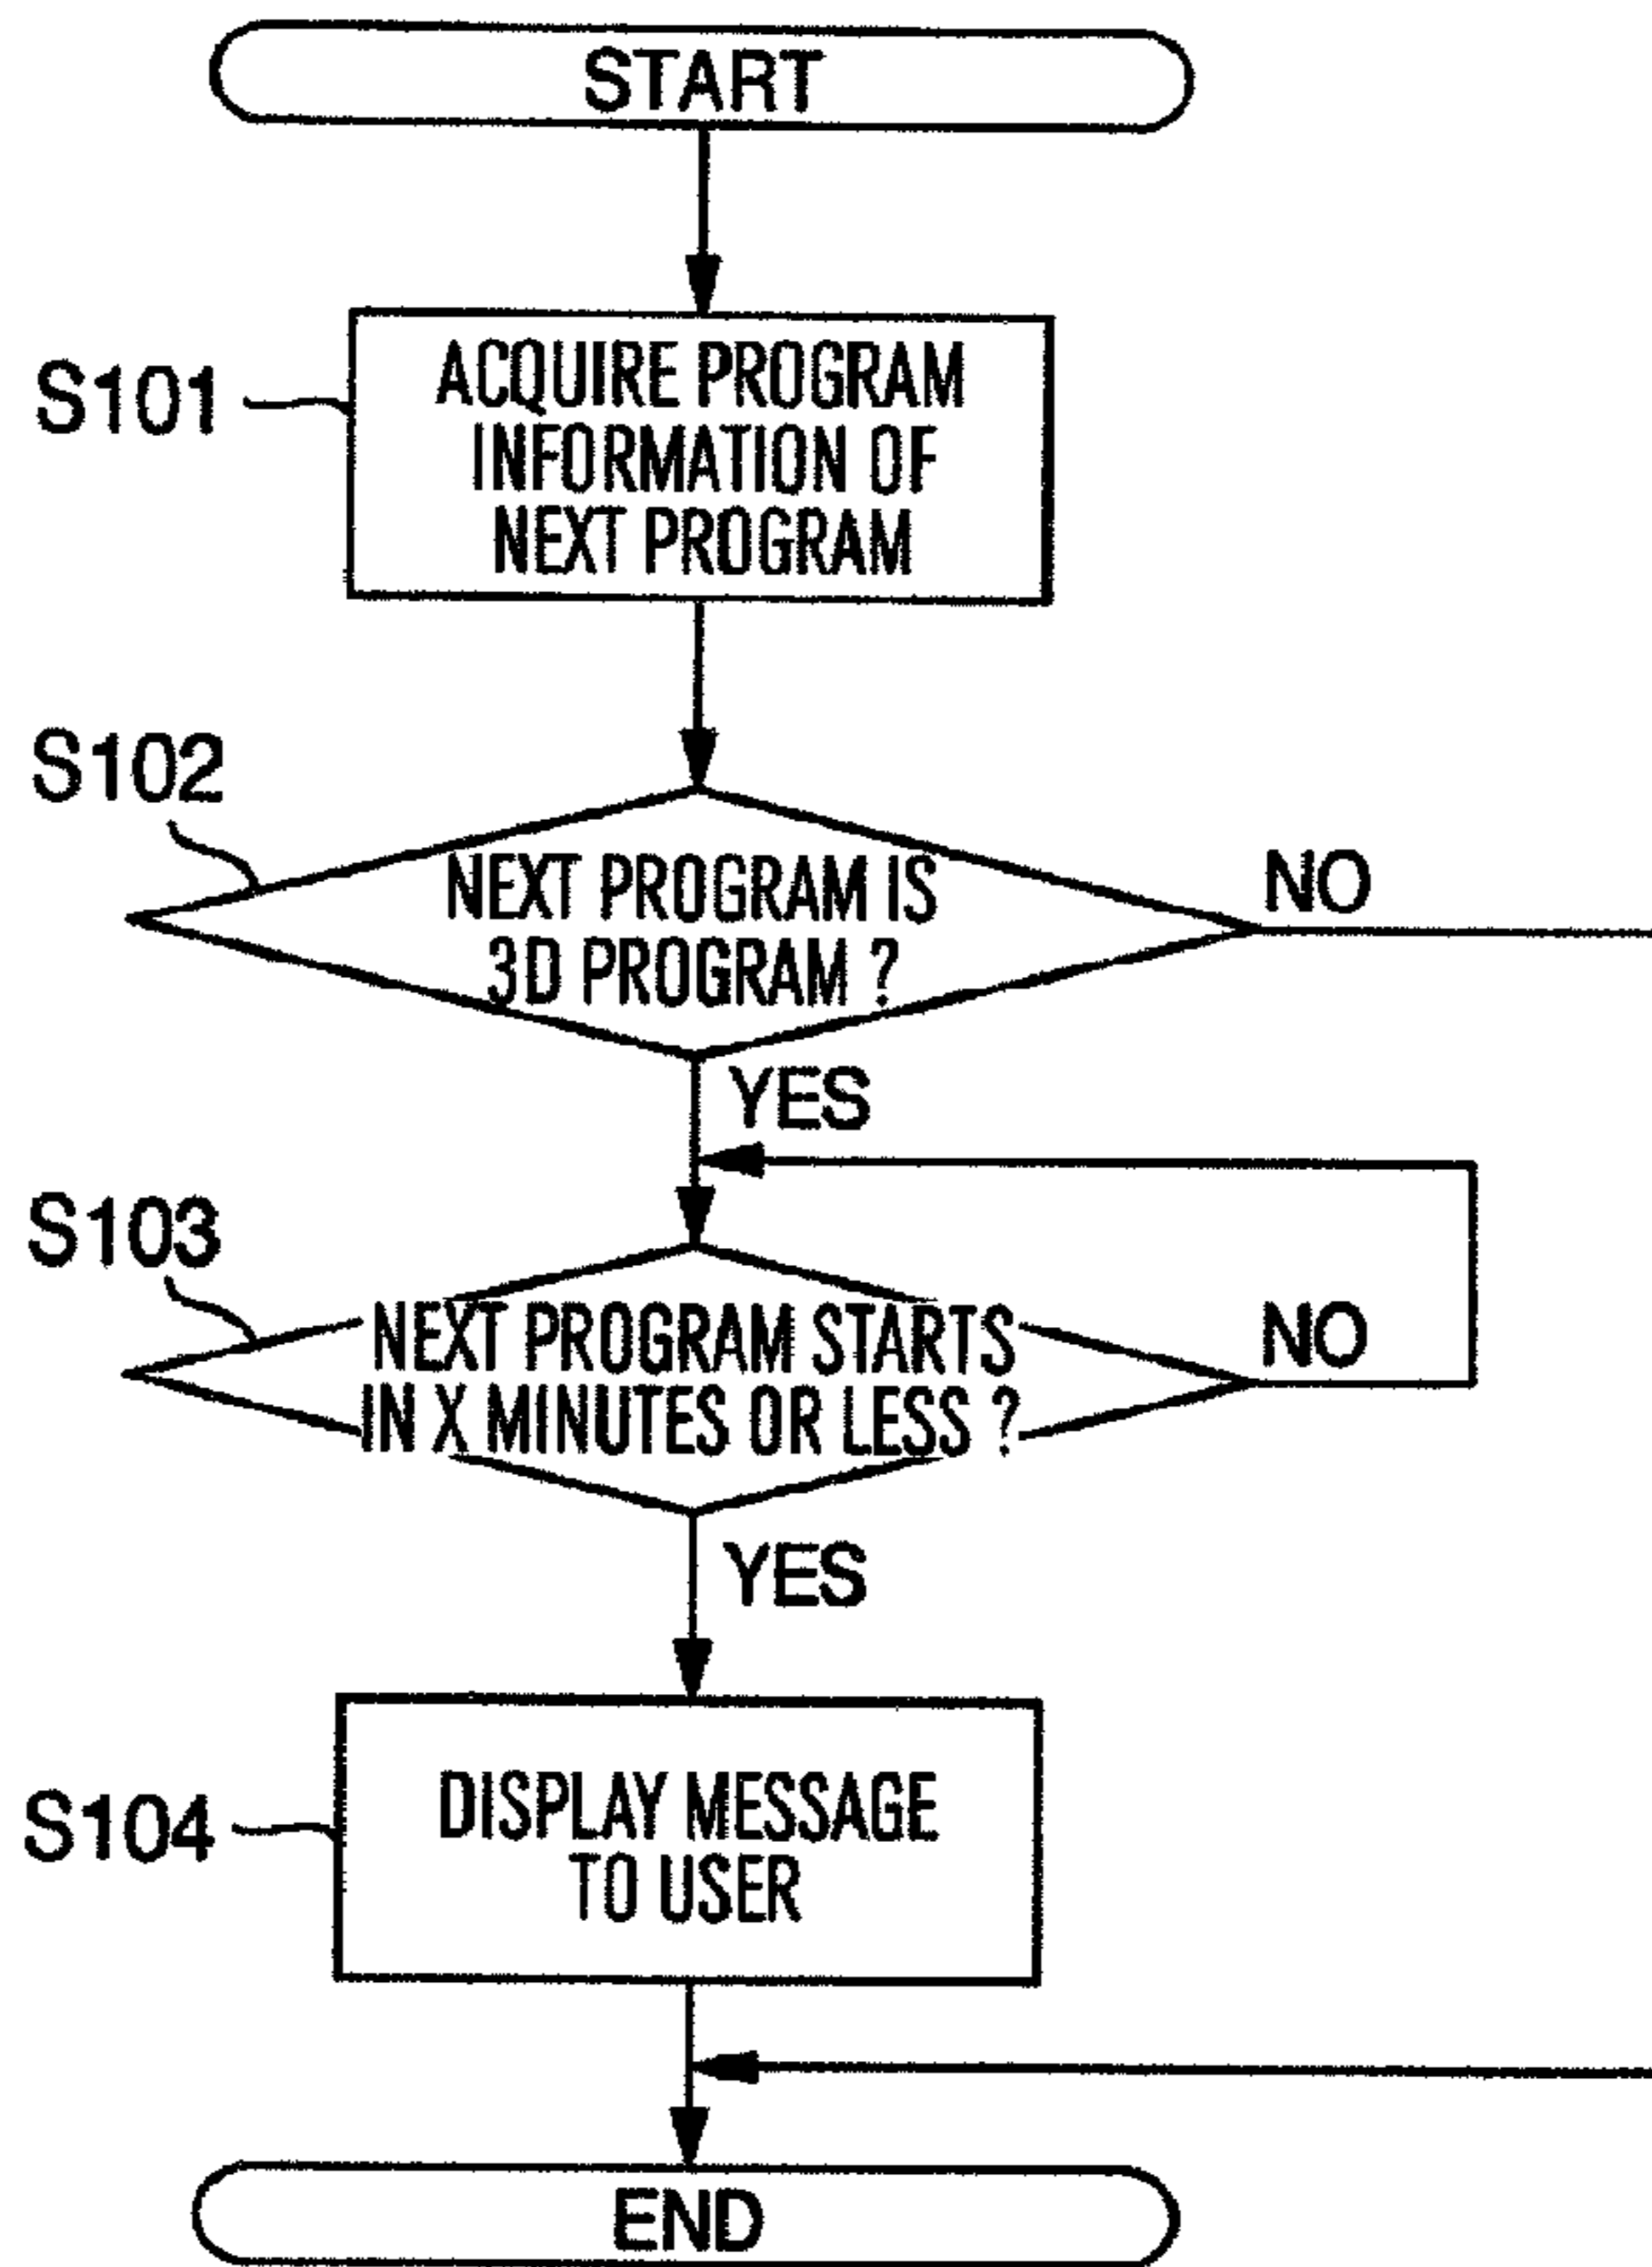 START
S101
ACQUIRE PROGRAM
INFORMATION OF
NEXT PROGRAM
S102
NEXT PROGRAM IS
3D PROGRAM ?
NO
YES
S103
NEXT PROGRAM STARTS
IN X MINUTES OR LESS ?
NO
YES
S104
DISPLAY MESSAGE
TO USER
END